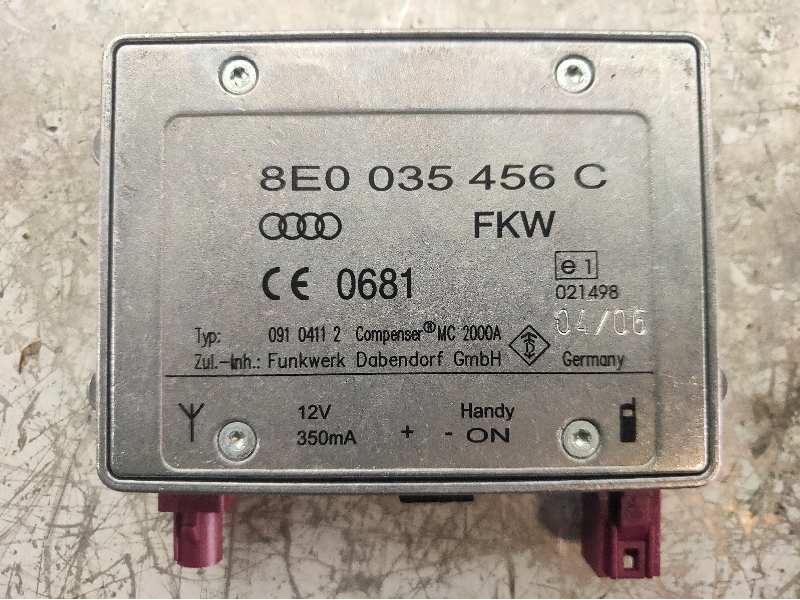 8E0 035 456 C
FKW
CE 0681
e1
021498
04/06
Typ: 091 0411 2 Compenser® MC 2000A
Zul.-Inh.: Funkwerk Dabendorf GmbH Germany
12V Handy
350mA + - ON